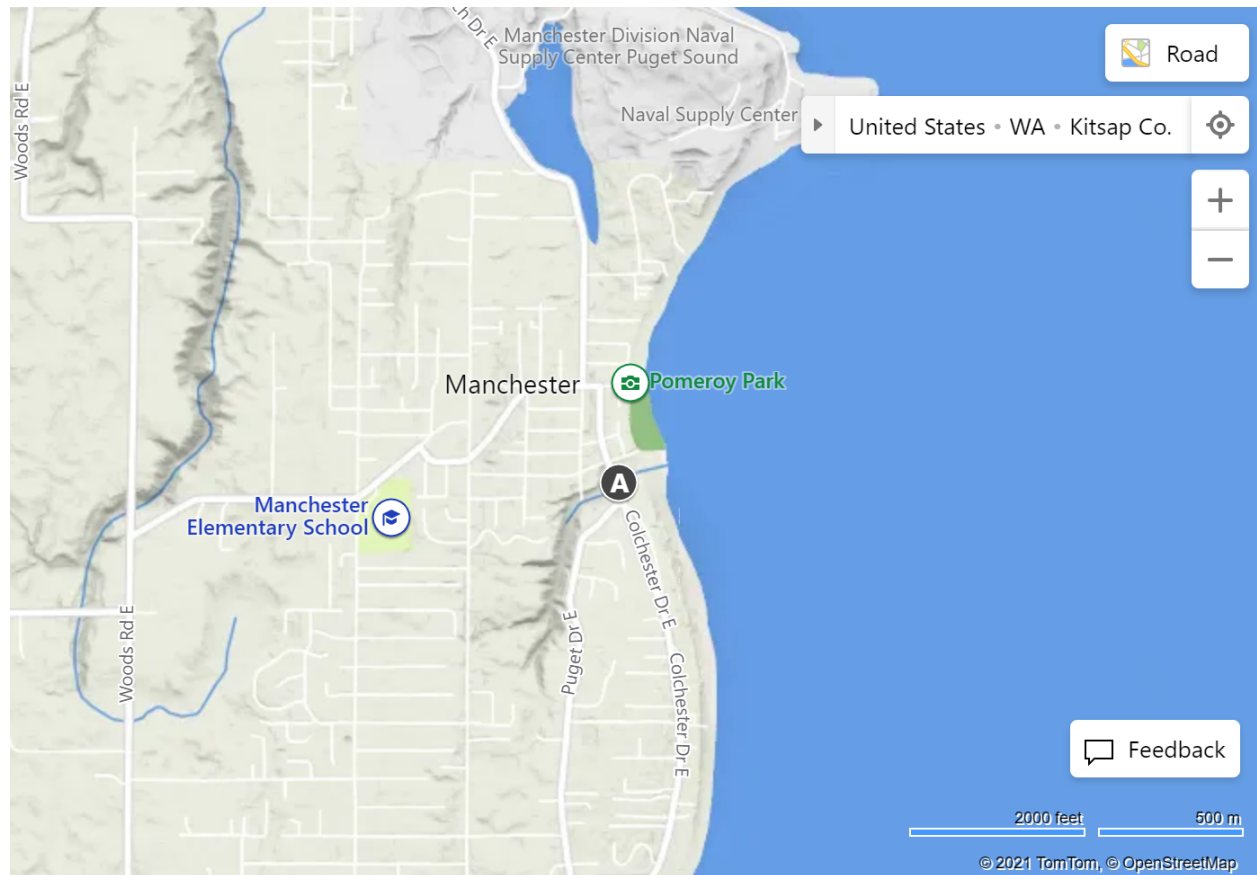 ch Dr E
Manchester Division Naval
Supply Center Puget Sound
Road
Woods Rd E
Naval Supply Center
United States • WA • Kitsap Co.
Manchester
Pomeroy Park
A
Manchester
Elementary School
Colchester Dr E
Puget Dr E
Woods Rd E
Colchester Dr E
Feedback
2000 feet
500 m
© 2021 TomTom, © OpenStreetMap